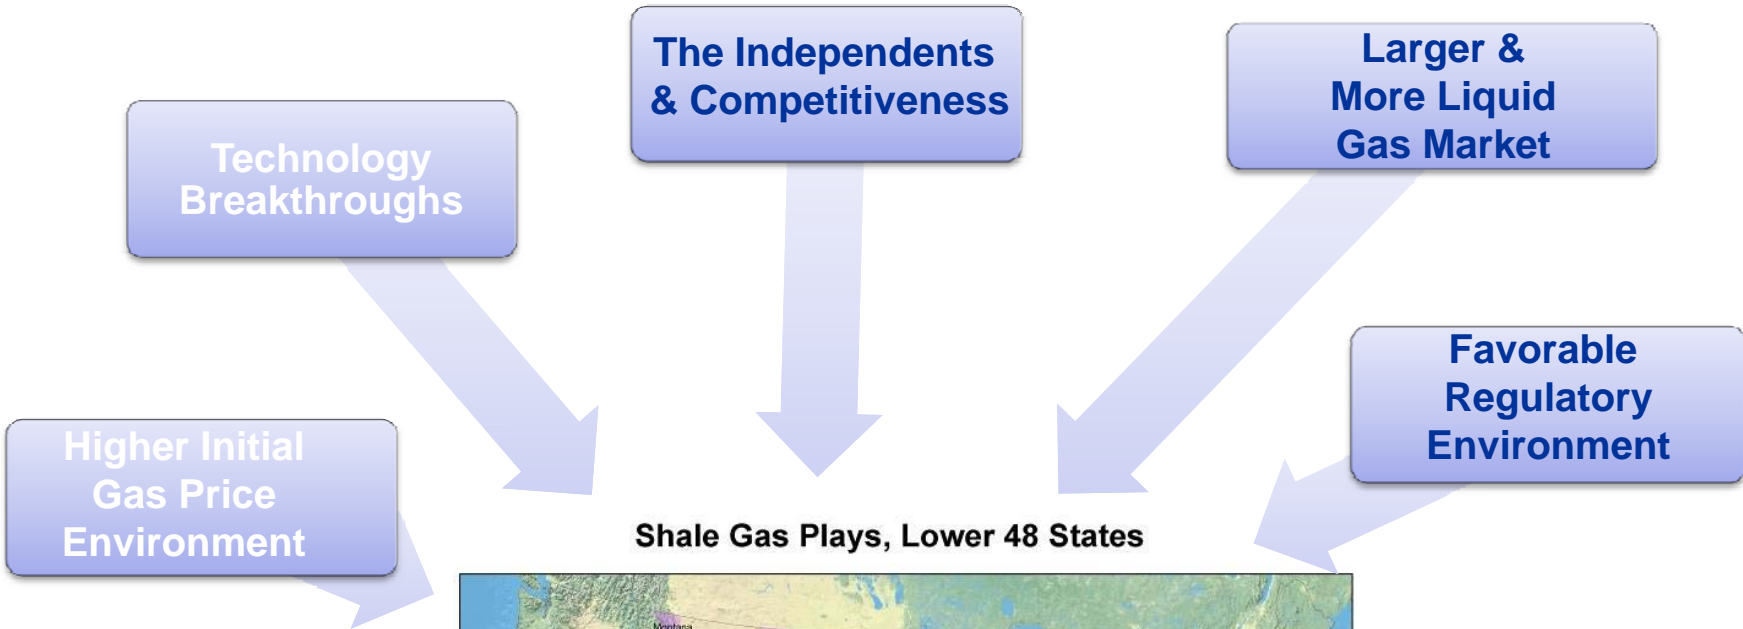 The Independents
& Competitiveness
Larger &
More Liquid
Gas Market
Technology
Breakthroughs
Favorable
Regulatory
Environment
Higher Initial
Gas Price
Environment
Shale Gas Plays, Lower 48 States